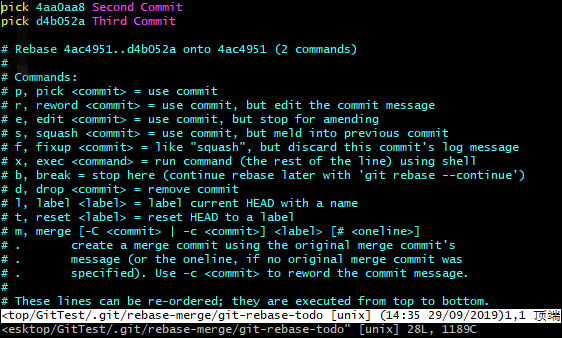 pick 4aa0aa8 Second Commit
pick d4b052a Third Commit
# Rebase 4ac4951..d4b052a onto 4ac4951 (2 commands)
#
# Commands:
# p, pick <commit> = use commit
# r, reword <commit> = use commit, but edit the commit message
# e, edit <commit> = use commit, but stop for amending
# s, squash <commit> = use commit, but meld into previous commit
# f, fixup <commit> = like "squash", but discard this commit's log message
# x, exec <command> = run command (the rest of the line) using shell
# b, break = stop here (continue rebase later with 'git rebase --continue')
# d, drop <commit> = remove commit
# l, label <label> = label current HEAD with a name
# t, reset <label> = reset HEAD to a label
# m, merge [-C <commit> | -c <commit>] <label> [# <oneline>]
# .       create a merge commit using the original merge commit's
# .       message (or the oneline, if no original merge commit was
# .       specified). Use -c <commit> to reword the commit message.
#
# These lines can be re-ordered; they are executed from top to bottom.
<top/GitTest/.git/rebase-merge/git-rebase-todo [unix] (14:35 29/09/2019)1,1 顶端
<esktop/GitTest/.git/rebase-merge/git-rebase-todo" [unix] 28L, 1189C